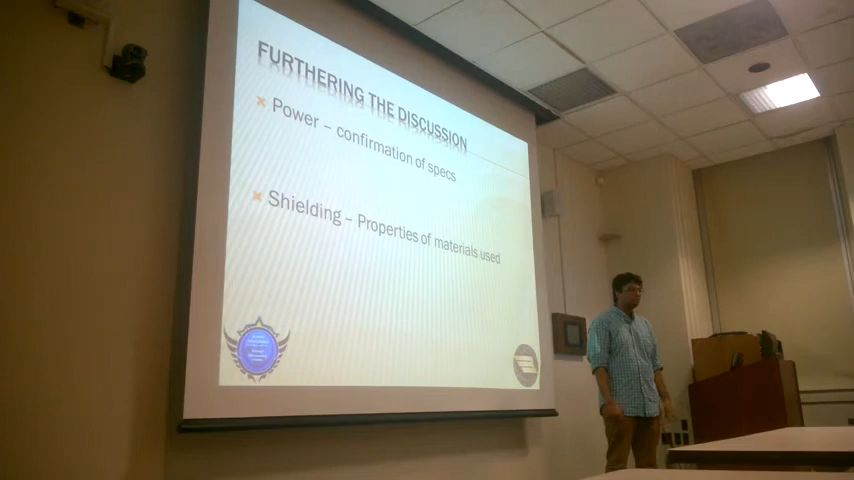 FURTHERING THE DISCUSSION
Power – confirmation of specs
Shielding – Properties of materials used